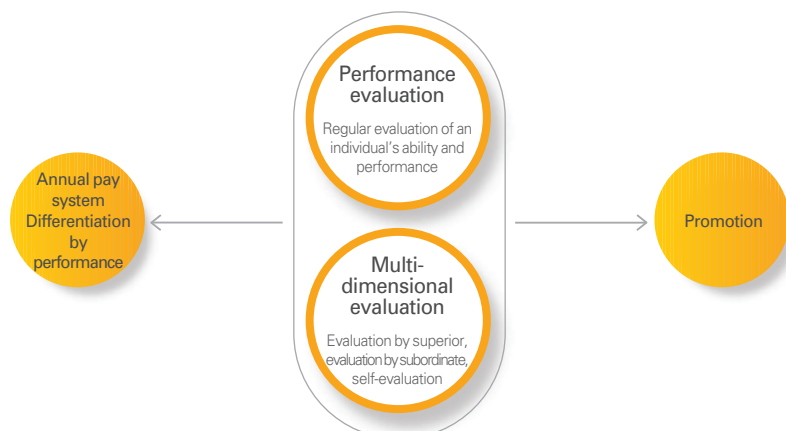 Performance
evaluation
Regular evaluation of an
individual's ability and
performance
Annual pay
system
Differentiation
by
performance
Promotion
Multi-
dimensional
evaluation
Evaluation by superior,
evaluation by subordinate,
self-evaluation